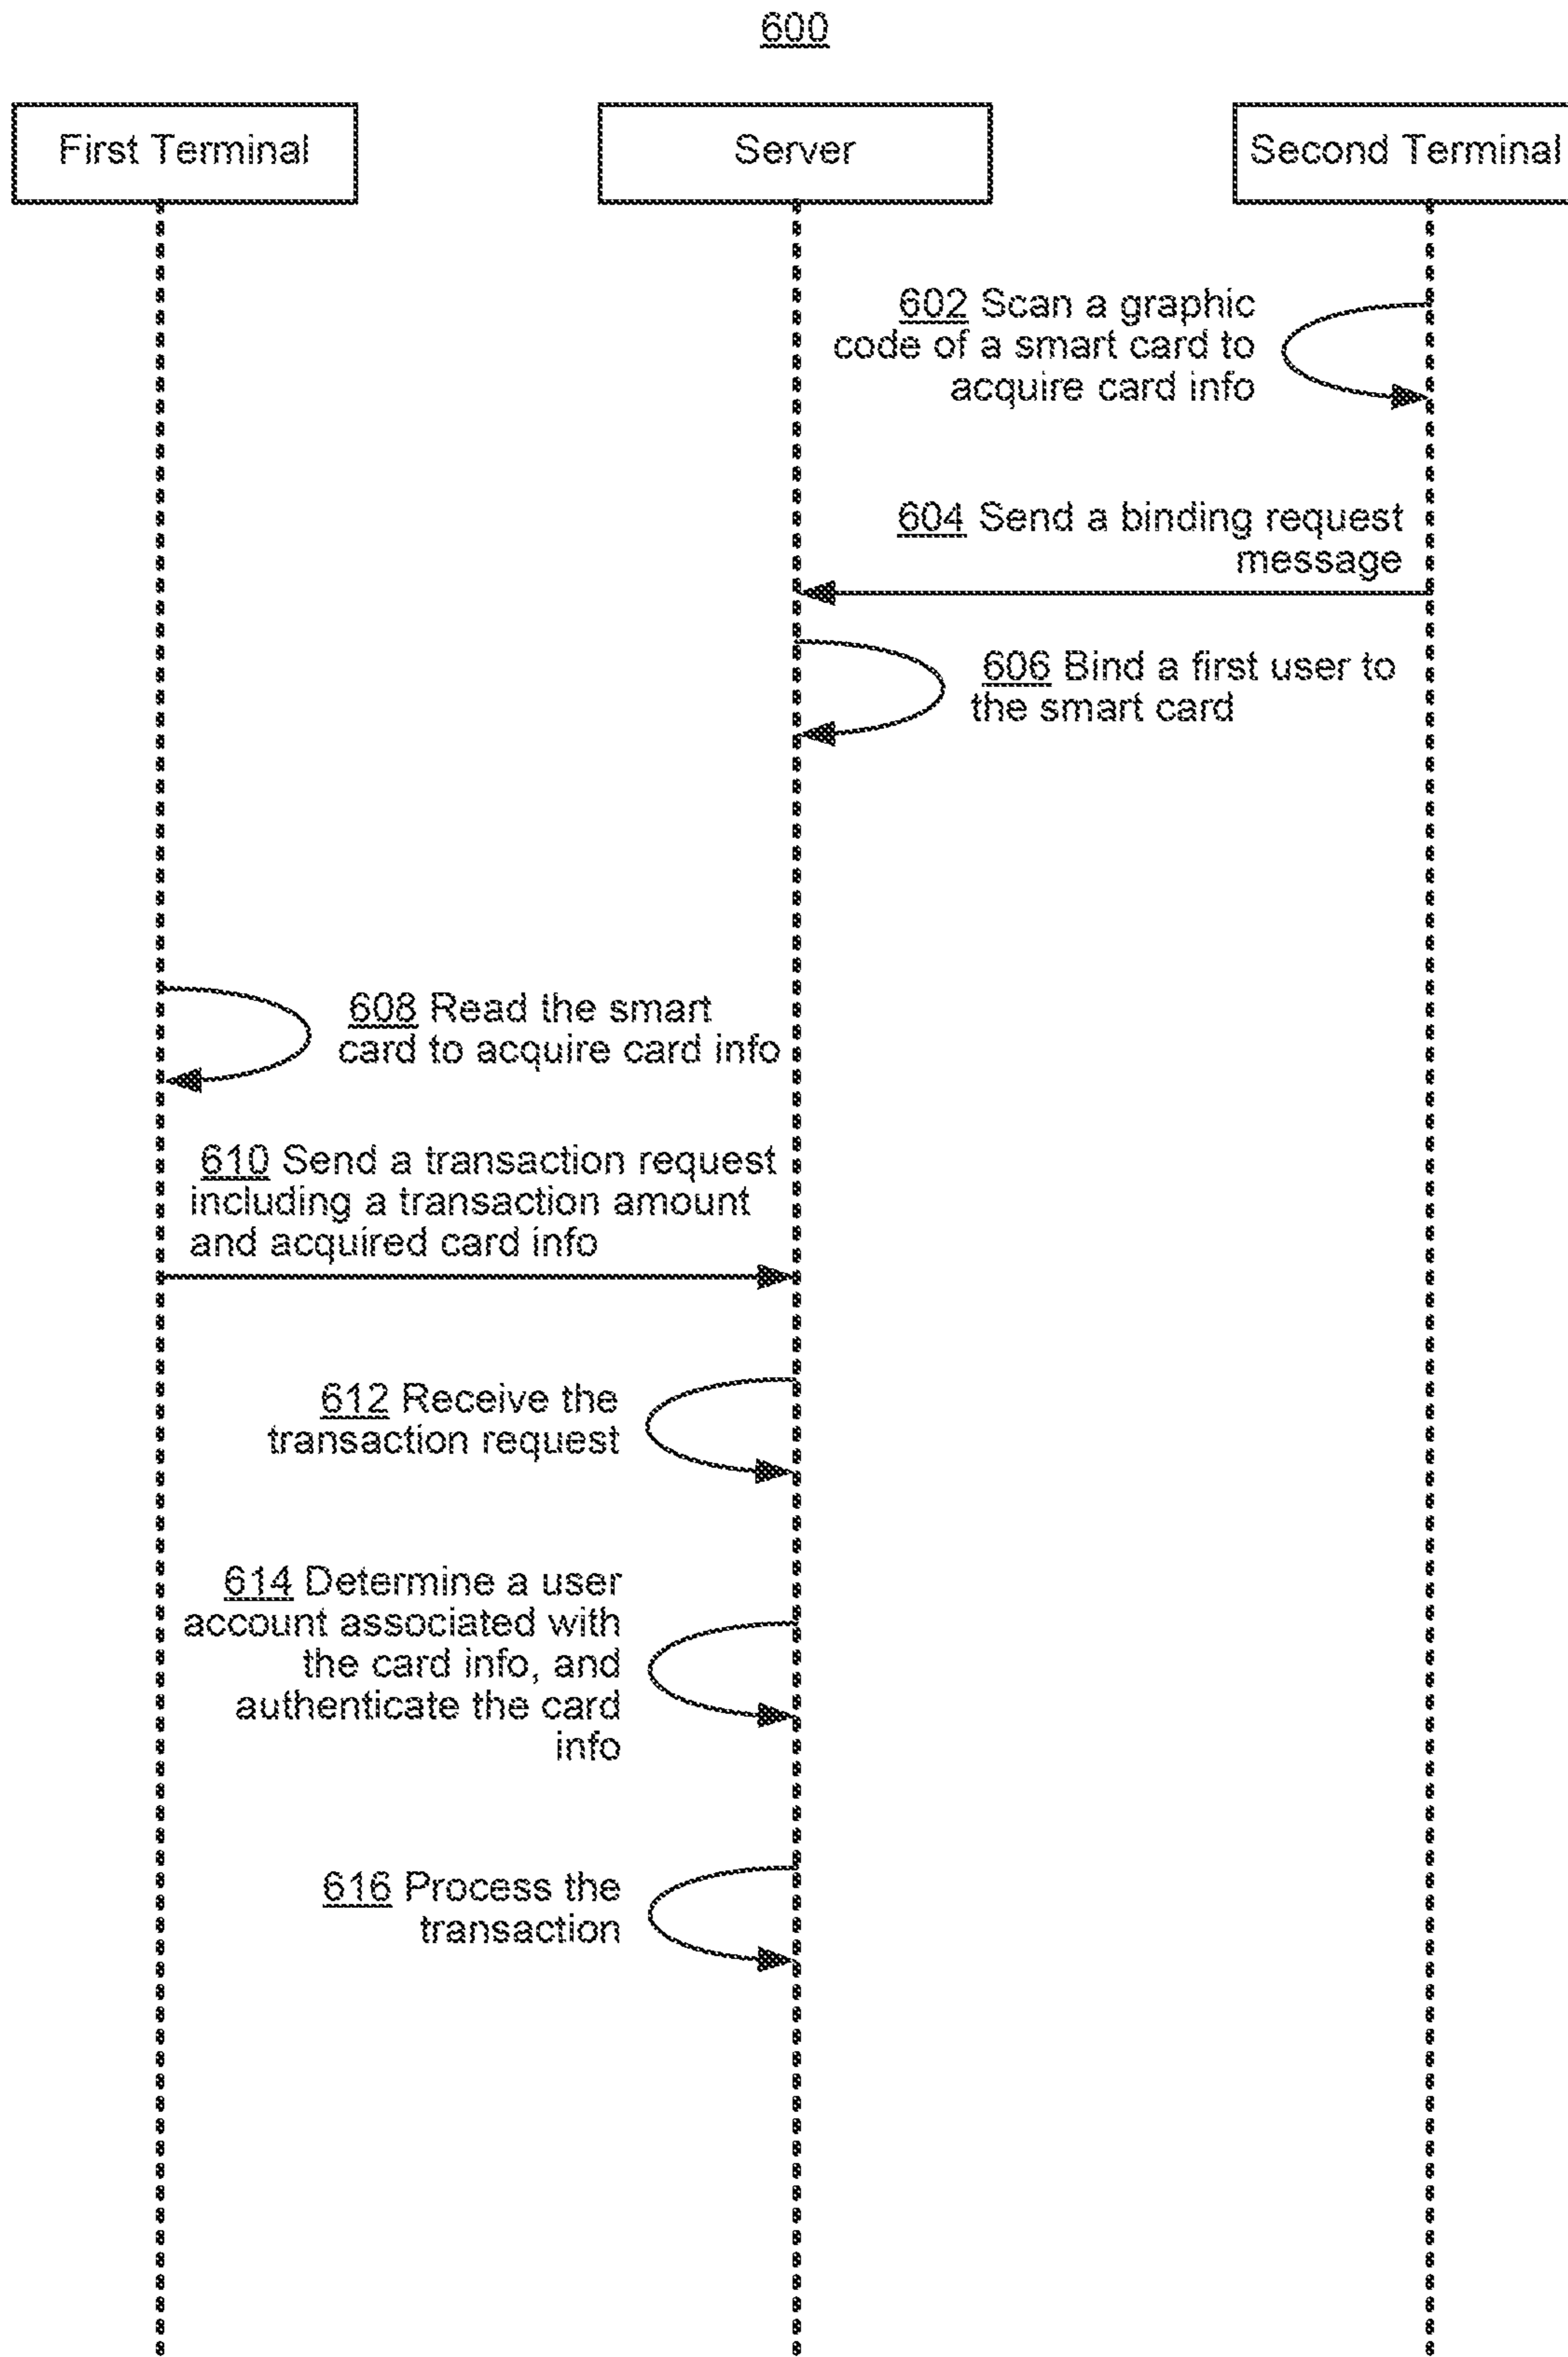 600
First Terminal
Server
Second Terminal
602 Scan a graphic
code of a smart card to
acquire card info
604 Send a binding request
message
606 Bind a first user to
the smart card
608 Read the smart
card to acquire card info
610 Send a transaction request
including a transaction amount
and acquired card info
612 Receive the
transaction request
614 Determine a user
account associated with
the card info, and
authenticate the card
info
616 Process the
transaction